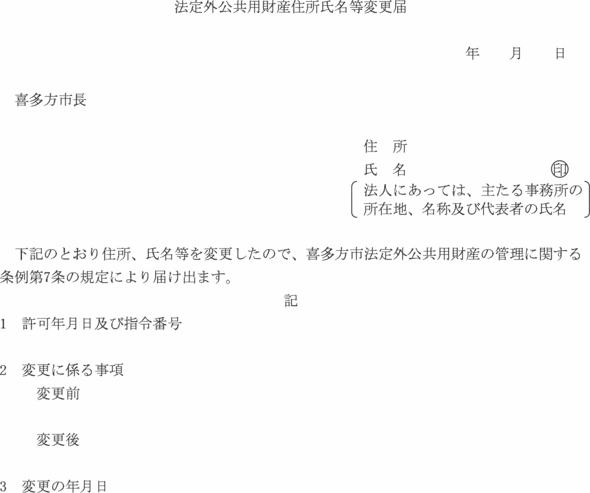 法定外公共用財産住所氏名等変更届
年　　月　　日
喜多方市長
住　所
氏　名　　　　　　　　　　㊞
法人にあっては、主たる事務所の
所在地、名称及び代表者の氏名
下記のとおり住所、氏名等を変更したので、喜多方市法定外公共用財産の管理に関する
条例第7条の規定により届け出ます。
記
1　許可年月日及び指令番号
2　変更に係る事項
変更前
変更後
3　変更の年月日